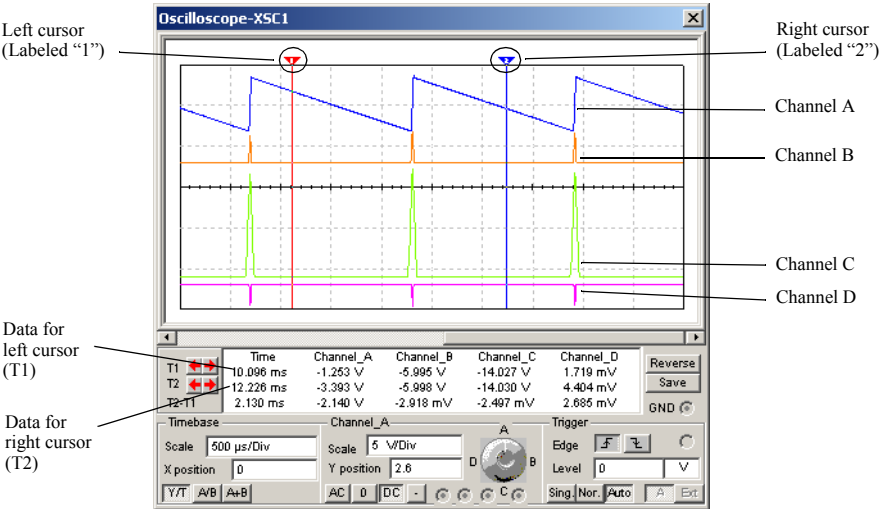 Oscilloscope-XSC1
Left cursor
(Labeled “1”)
Right cursor
(Labeled “2”)
1
2
Channel A
Channel B
Channel C
Channel D
Data for
left cursor
(T1)
Data for
right cursor
(T2)
Time Channel_A Channel_B Channel_C Channel_D
T1 10.096 ms -1.253 V -5.995 V -14.027 V 1.719 mV
T2 12.226 ms -3.393 V -5.998 V -14.030 V 4.404 mV
T2-T1 2.130 ms -2.140 V -2.918 mV -2.497 mV 2.685 mV
Reverse
Save
GND
Timebase
Scale 500 µs/Div
X position 0
Y/T A/B A+B
Channel_A
Scale 5 V/Div
Y position 2.6
AC 0 DC -
A
B
C
D
Trigger
Edge
Level 0 V
Sing. Nor. Auto A Ext